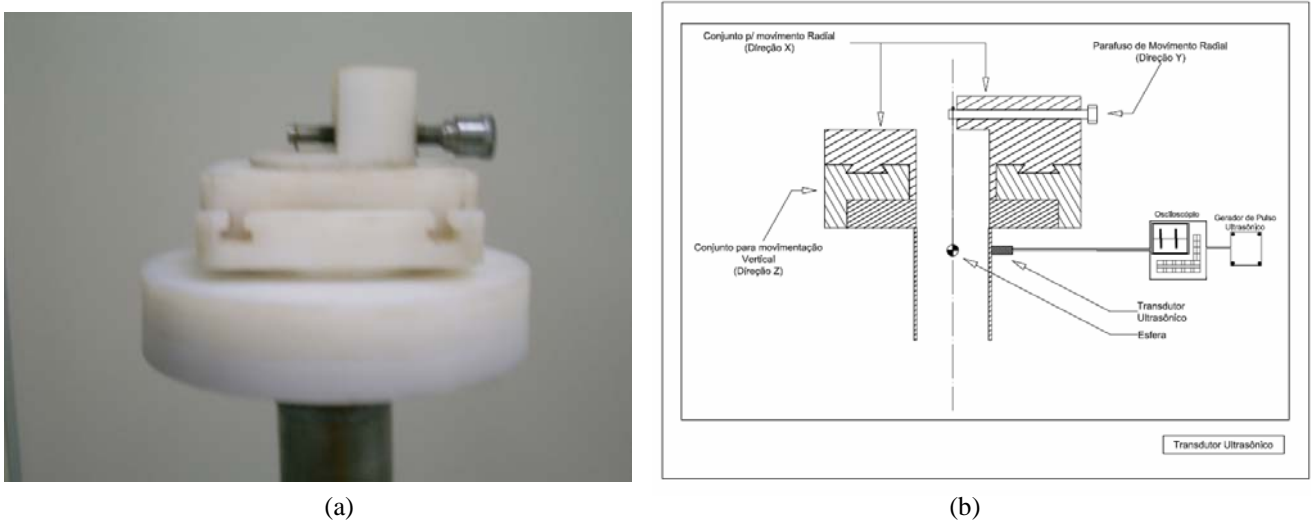 Conjunto p/ movimento Radial
(Direção X)
Parafuso de Movimento Radial
(Direção Y)
Conjunto para movimentação
Vertical
(Direção Z)
Osciloscópio
Gerador de Pulso
Ultrasônico
Transdutor
Ultrasônico
Esfera
Transdutor Ultrasônico
(a)
(b)